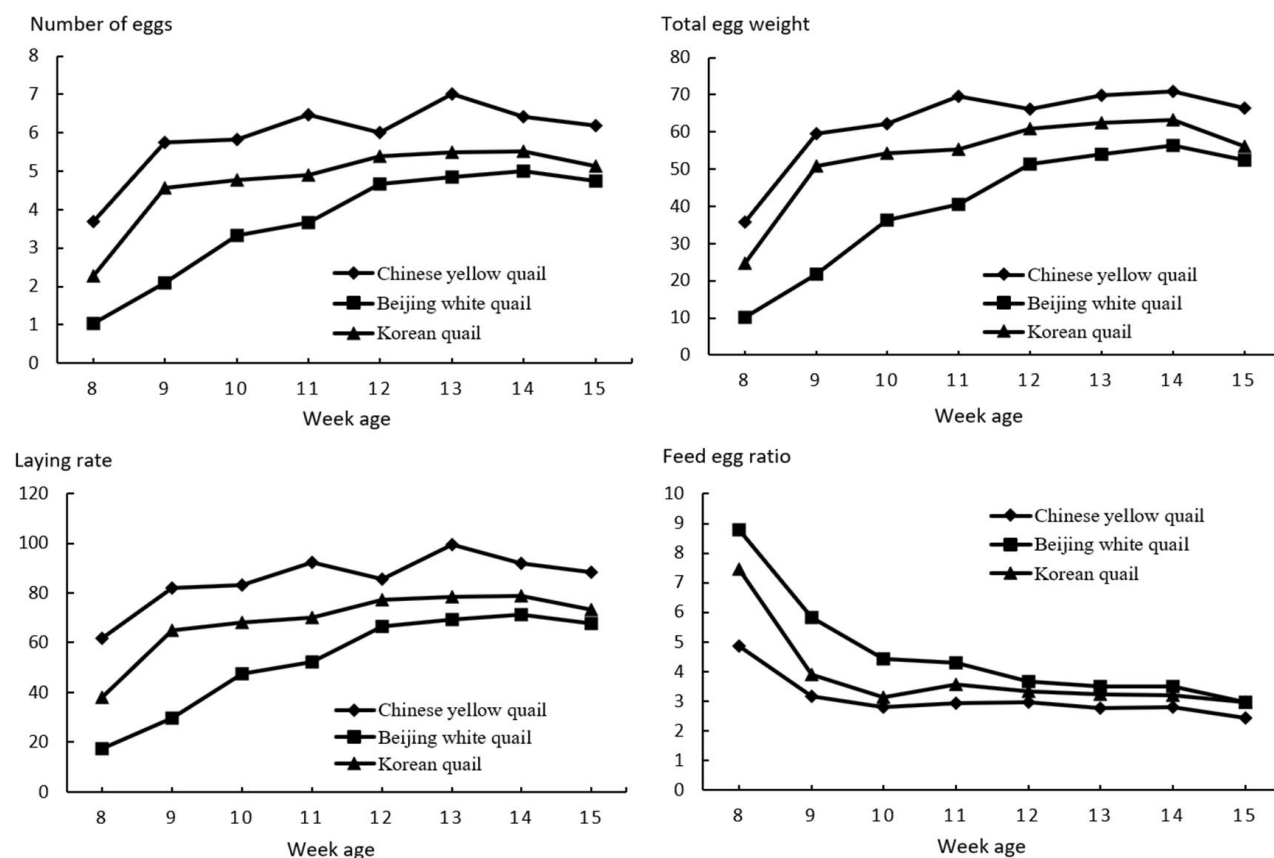 Number of eggs
8
7
6
5
4
3
2
1
0
8 9 10 11 12 13 14 15
Week age
Chinese yellow quail
Beijing white quail
Korean quail
Total egg weight
80
70
60
50
40
30
20
10
0
8 9 10 11 12 13 14 15
Week age
Chinese yellow quail
Beijing white quail
Korean quail
Laying rate
120
100
80
60
40
20
0
8 9 10 11 12 13 14 15
Week age
Chinese yellow quail
Beijing white quail
Korean quail
Feed egg ratio
10
9
8
7
6
5
4
3
2
1
0
8 9 10 11 12 13 14 15
Week age
Chinese yellow quail
Beijing white quail
Korean quail